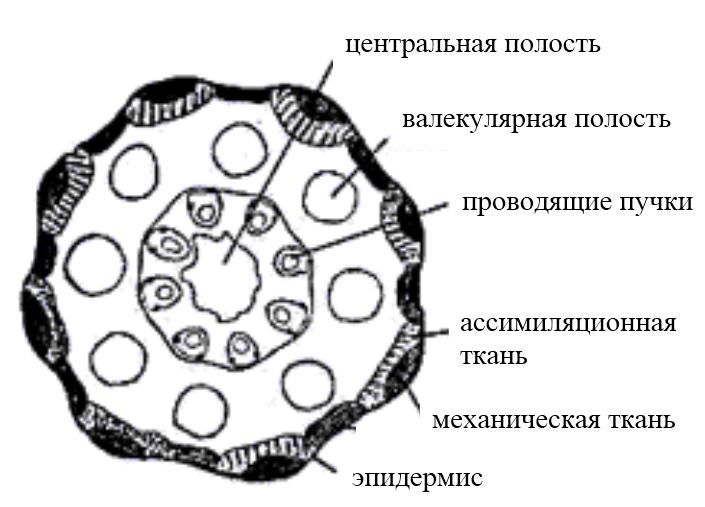 центральная полость
валекулярная полость
проводящие пучки
ассимиляционная
ткань
механическая ткань
эпидермис